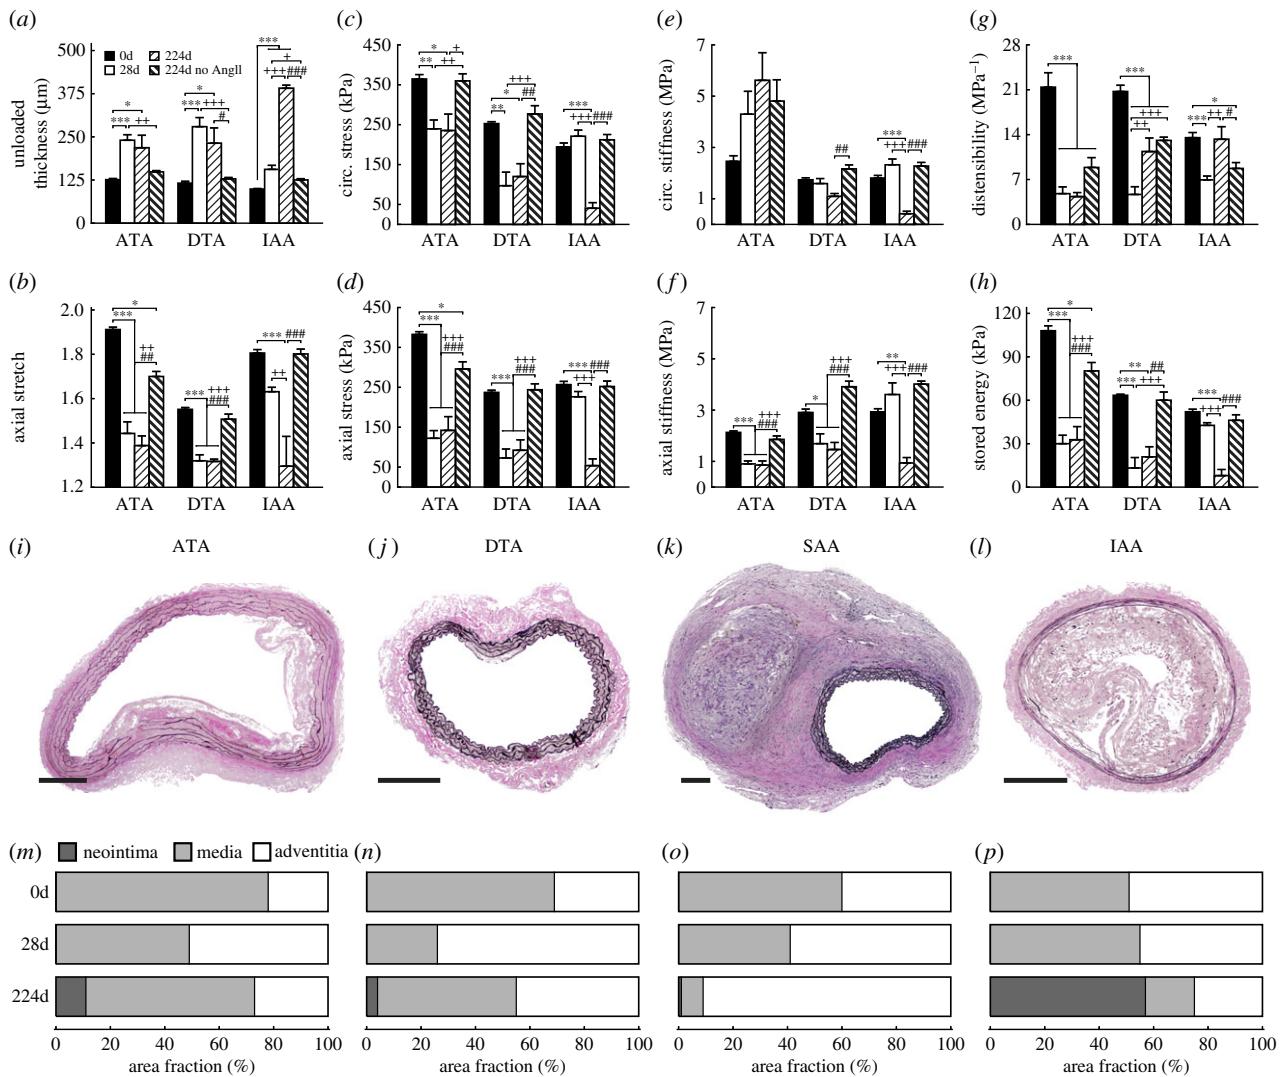 (a)
unloaded
thickness (µm)
500
375
250
125
0
0d
28d
224d
224d no AngII
***
+
+++ ###
*
*** ++
*
*** +++
#
ATA DTA IAA
(c)
circ. stress (kPa)
450
350
250
150
50
0
* +
** ++
+++
* ##
**
***
+++ ###
ATA DTA IAA
(e)
circ. stiffness (MPa)
7
5
3
1
0
##
***
+++ ###
ATA DTA IAA
(g)
distensibility (MPa⁻¹)
28
21
14
7
0
***
***
+++
++
*
*** ++ #
ATA DTA IAA
(b)
axial stretch
2.0
1.8
1.6
1.4
1.2
*
***
++
##
*** +++
###
*** ###
++
ATA DTA IAA
(d)
axial stress (kPa)
450
350
250
150
50
0
*
*** +++
###
*** +++
###
*** ###
+++
ATA DTA IAA
(f)
axial stiffness (MPa)
7
5
3
1
0
*** +++
###
+++
###
*
**
+++ ###
ATA DTA IAA
(h)
stored energy (kPa)
120
90
60
30
0
*
***
+++
###
** ##
*** +++
***
+++ ###
ATA DTA IAA
(i) ATA
(j) DTA
(k) SAA
(l) IAA
(m) neointima media adventitia
(n)
(o)
(p)
0d
28d
224d
0 20 40 60 80 100
area fraction (%)
0 20 40 60 80 100
area fraction (%)
0 20 40 60 80 100
area fraction (%)
0 20 40 60 80 100
area fraction (%)